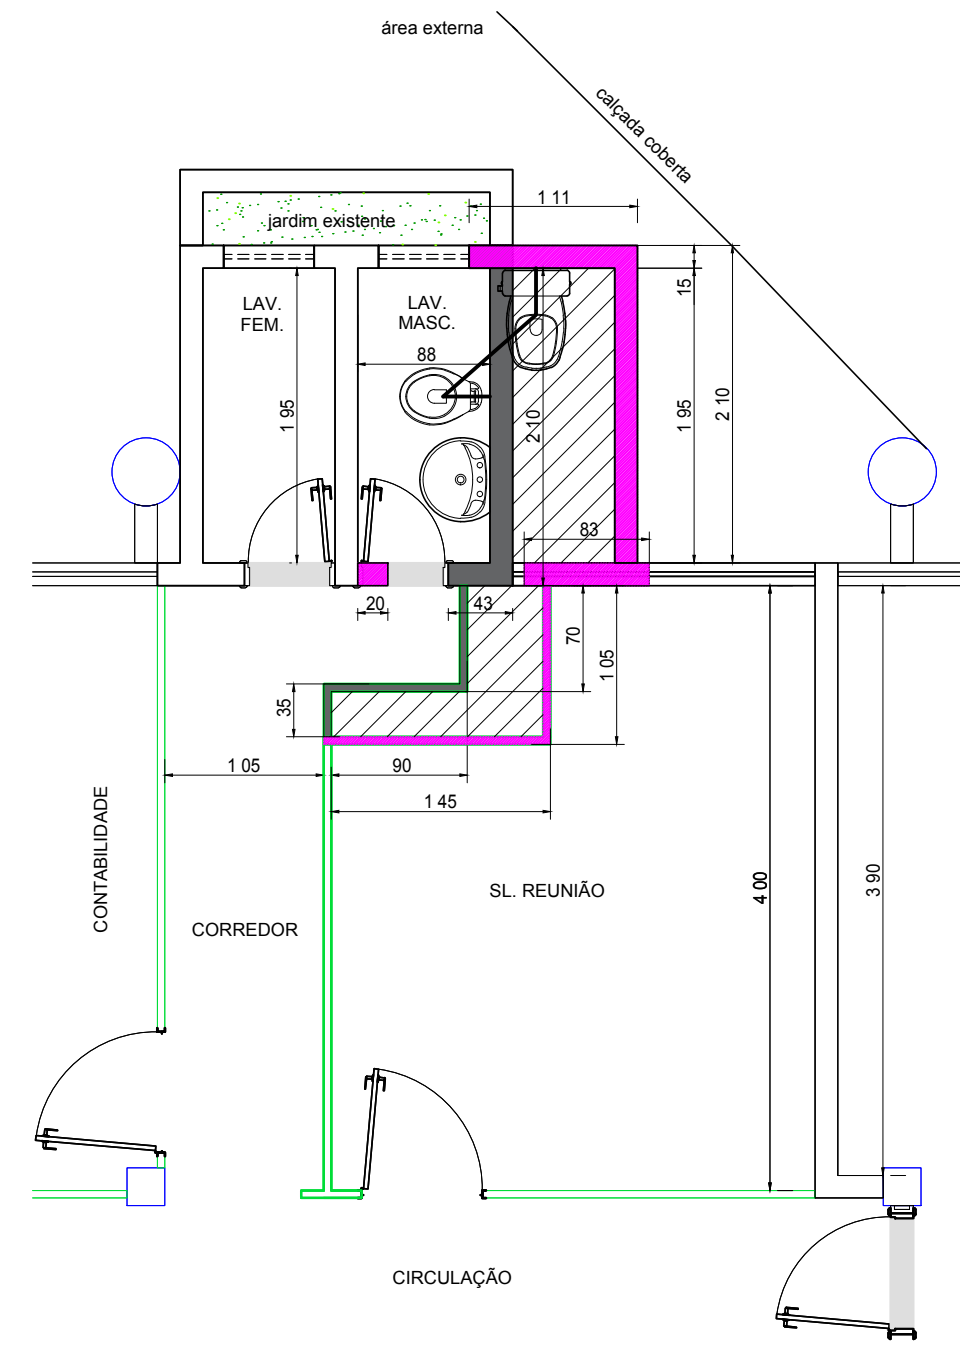 área externa
calçada coberta
1 11
jardim existente
15
LAV.
FEM.
LAV.
MASC.
88
1 95
2 10
1 95
2 10
83
20
43
70
1 05
35
1 05
90
1 45
CONTABILIDADE
CORREDOR
SL. REUNIÃO
4 00
3 90
CIRCULAÇÃO